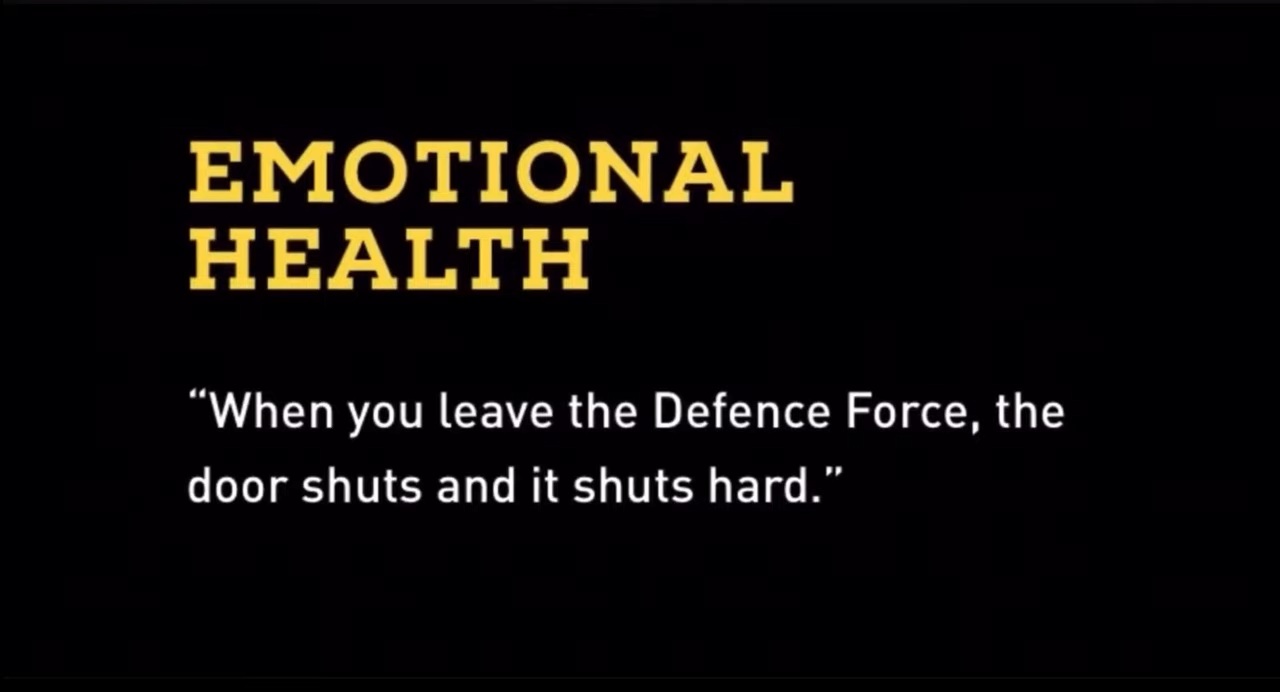 EMOTIONAL
HEALTH
“When you leave the Defence Force, the
door shuts and it shuts hard.”